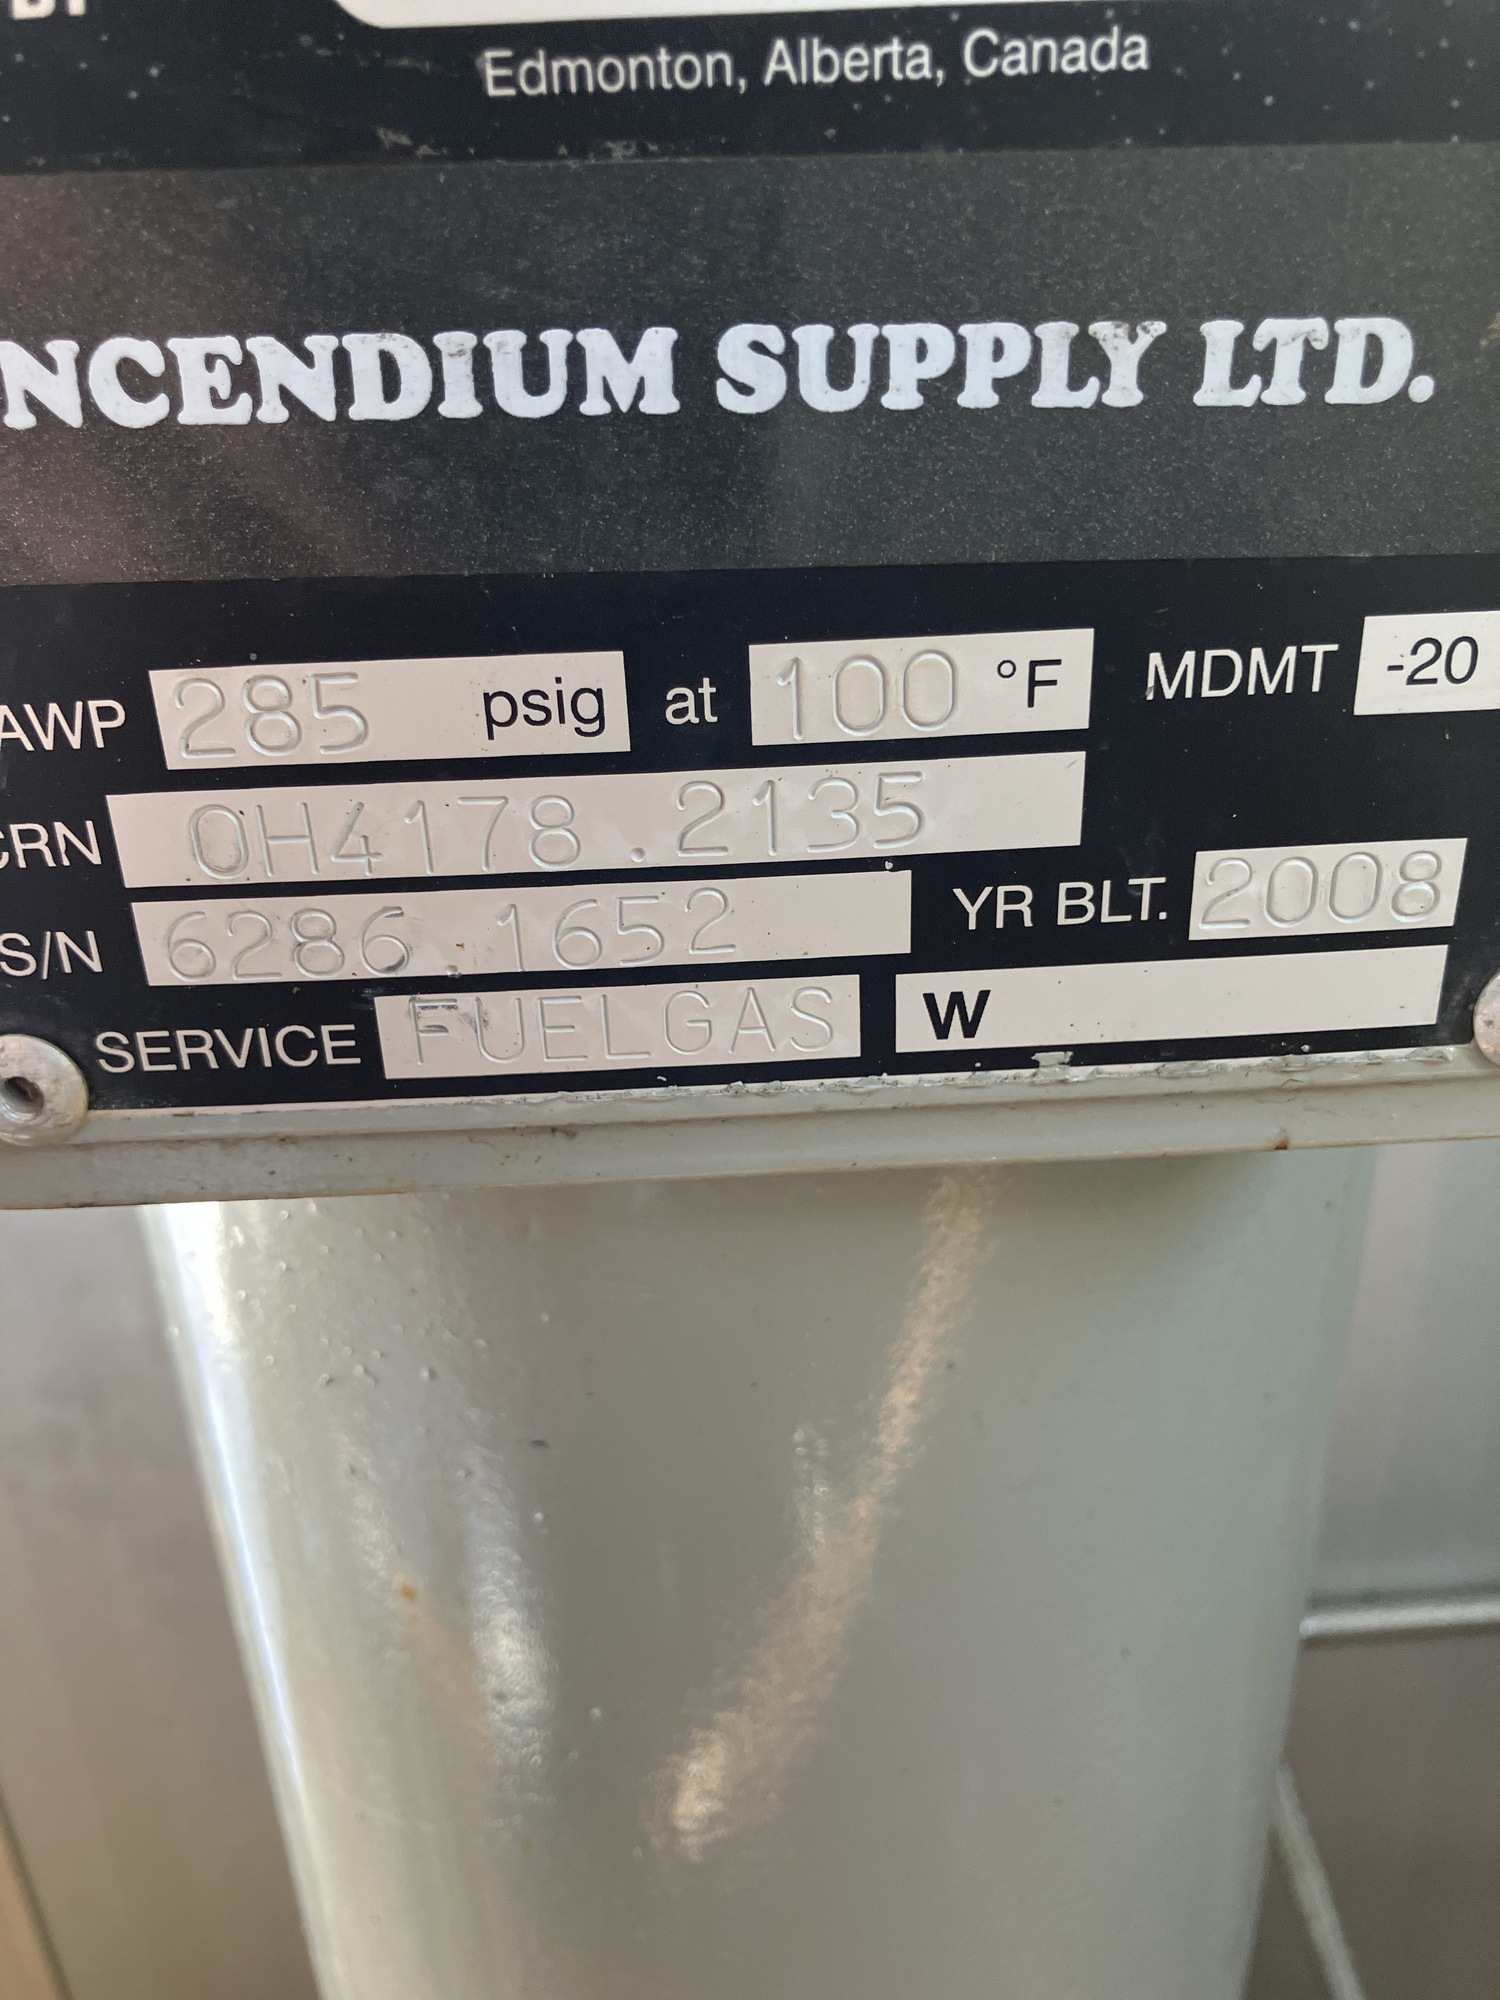 BY
Edmonton, Alberta, Canada
NCENDIUM SUPPLY LTD.
AWP 285 psig at 100 °F MDMT -20
CRN 0H4178.2135
S/N 6286.1652 YR BLT. 2008
SERVICE FUELGAS W